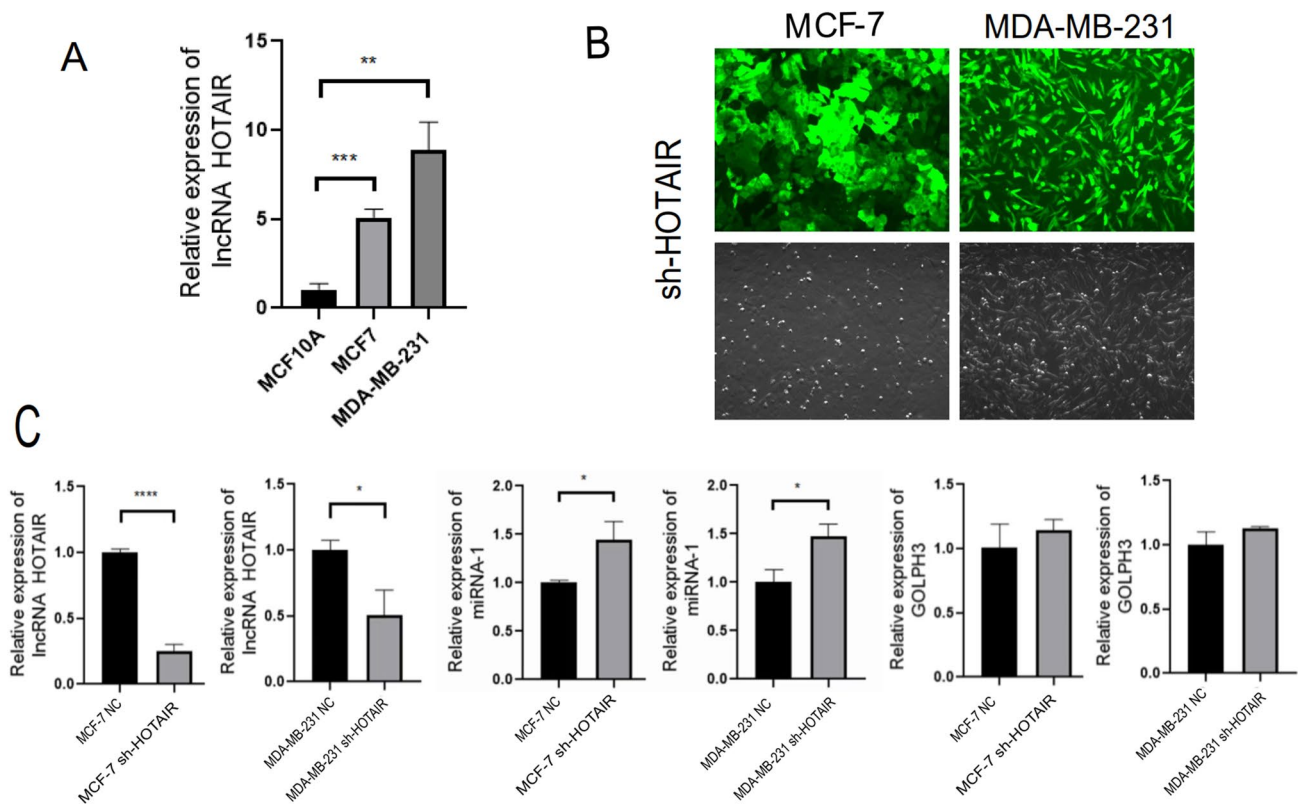 A
Relative expression of
lncRNA HOTAIR
15
10
5
0
**
***
MCF10A
MCF7
MDA-MB-231
B
MCF-7
MDA-MB-231
sh-HOTAIR
C
Relative expression of
lncRNA HOTAIR
1.5
1.0
0.5
0.0
****
MCF-7 NC
MCF-7 sh-HOTAIR
Relative expression of
lncRNA HOTAIR
1.5
1.0
0.5
0.0
*
MDA-MB-231 NC
MDA-MB-231 sh-HOTAIR
Relative expression of
miRNA-1
2.0
1.5
1.0
0.5
0.0
*
MCF-7 NC
MCF-7 sh-HOTAIR
Relative expression of
miRNA-1
2.0
1.5
1.0
0.5
0.0
*
MDA-MB-231 NC
MDA-MB-231 sh-HOTAIR
Relative expression of
GOLPH3
1.5
1.0
0.5
0.0
MCF-7 NC
MCF-7 sh-HOTAIR
Relative expression of
GOLPH3
1.5
1.0
0.5
0.0
MDA-MB-231 NC
MDA-MB-231 sh-HOTAIR